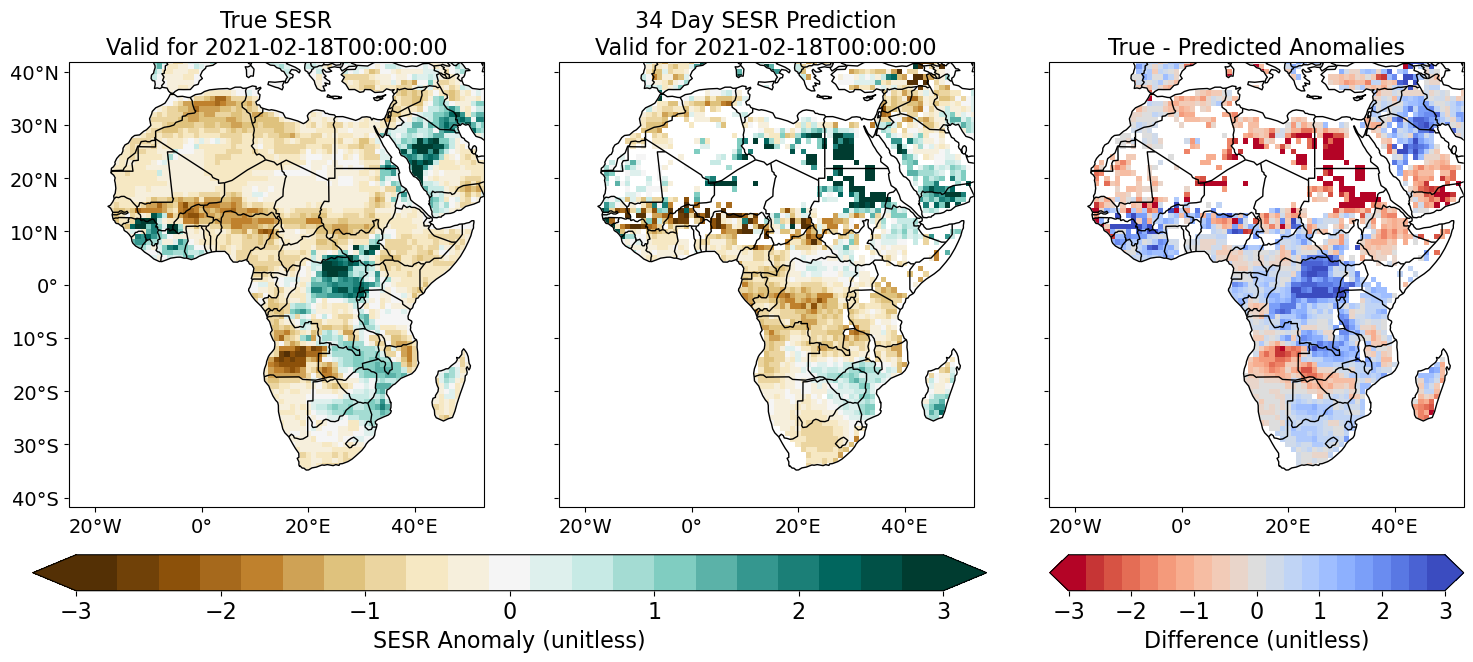 True SESR
Valid for 2021-02-18T00:00:00
34 Day SESR Prediction
Valid for 2021-02-18T00:00:00
True - Predicted Anomalies
40°N
30°N
20°N
10°N
0°
10°S
20°S
30°S
40°S
20°W 0° 20°E 40°E
20°W 0° 20°E 40°E
20°W 0° 20°E 40°E
−3 −2 −1 0 1 2 3
SESR Anomaly (unitless)
−3 −2 −1 0 1 2 3
Difference (unitless)